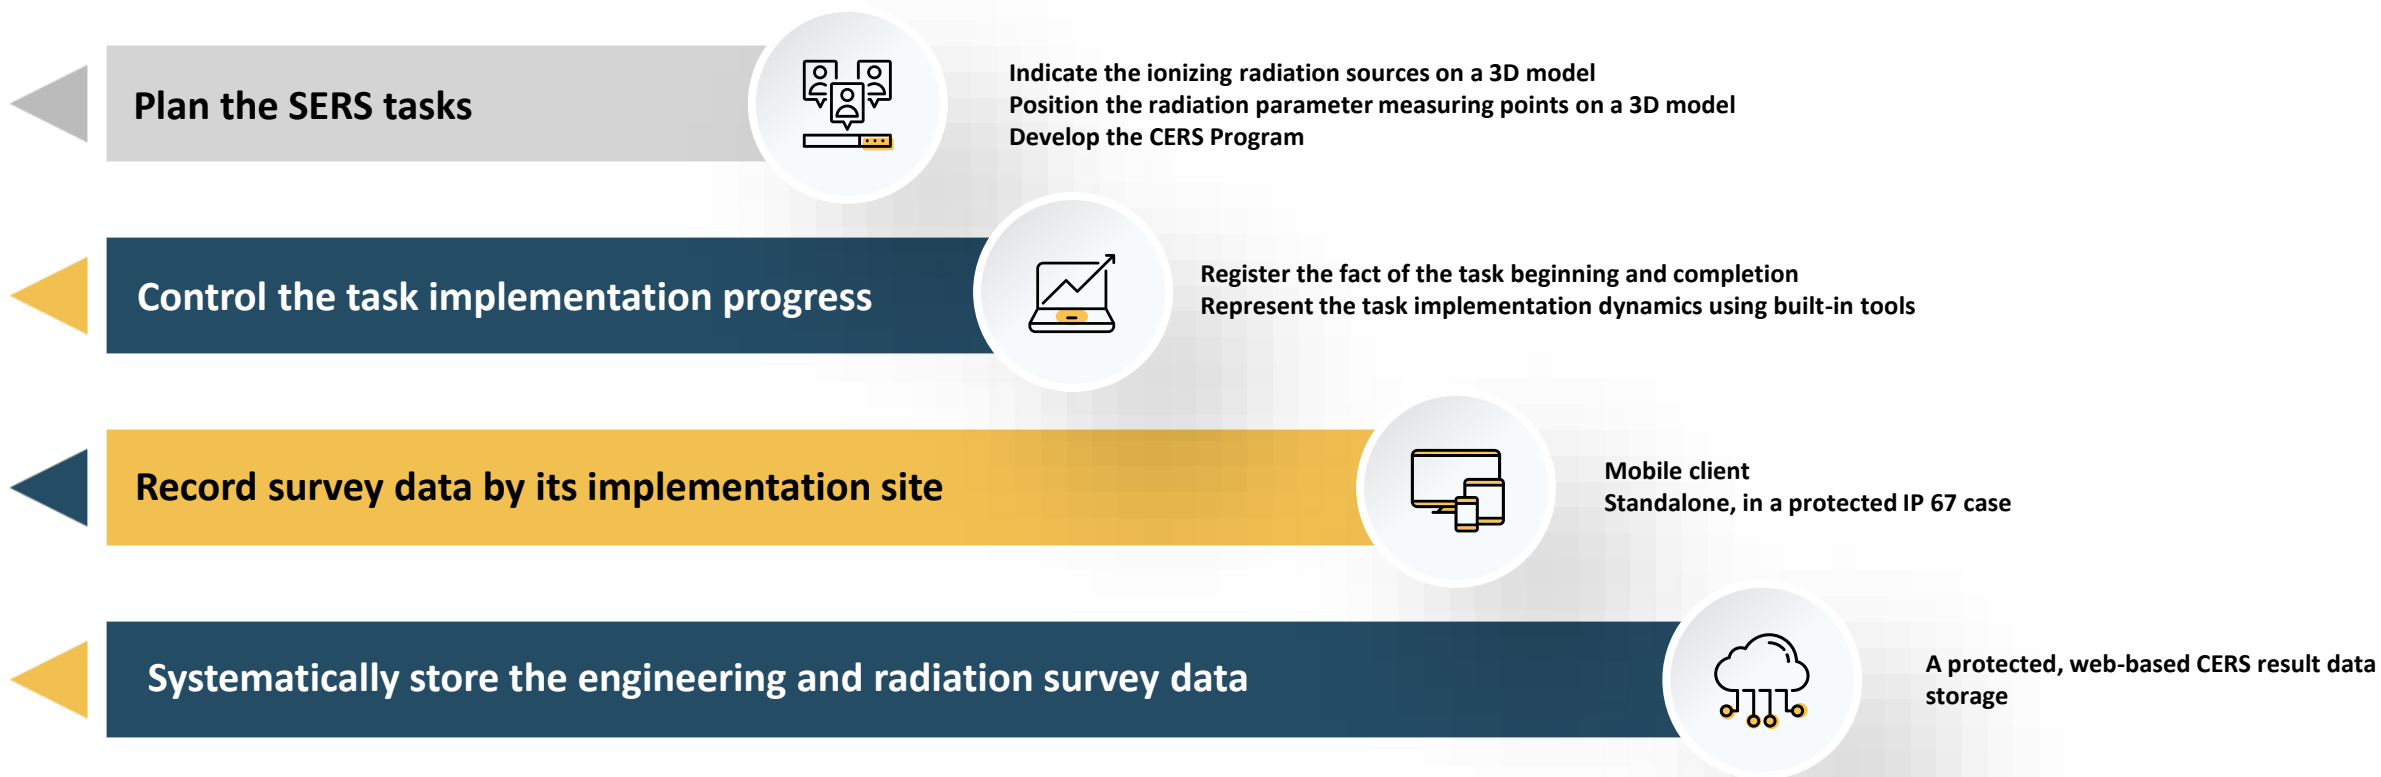 Plan the SERS tasks
Indicate the ionizing radiation sources on a 3D model
Position the radiation parameter measuring points on a 3D model
Develop the CERS Program
Control the task implementation progress
Register the fact of the task beginning and completion
Represent the task implementation dynamics using built-in tools
Record survey data by its implementation site
Mobile client
Standalone, in a protected IP 67 case
Systematically store the engineering and radiation survey data
A protected, web-based CERS result data
storage